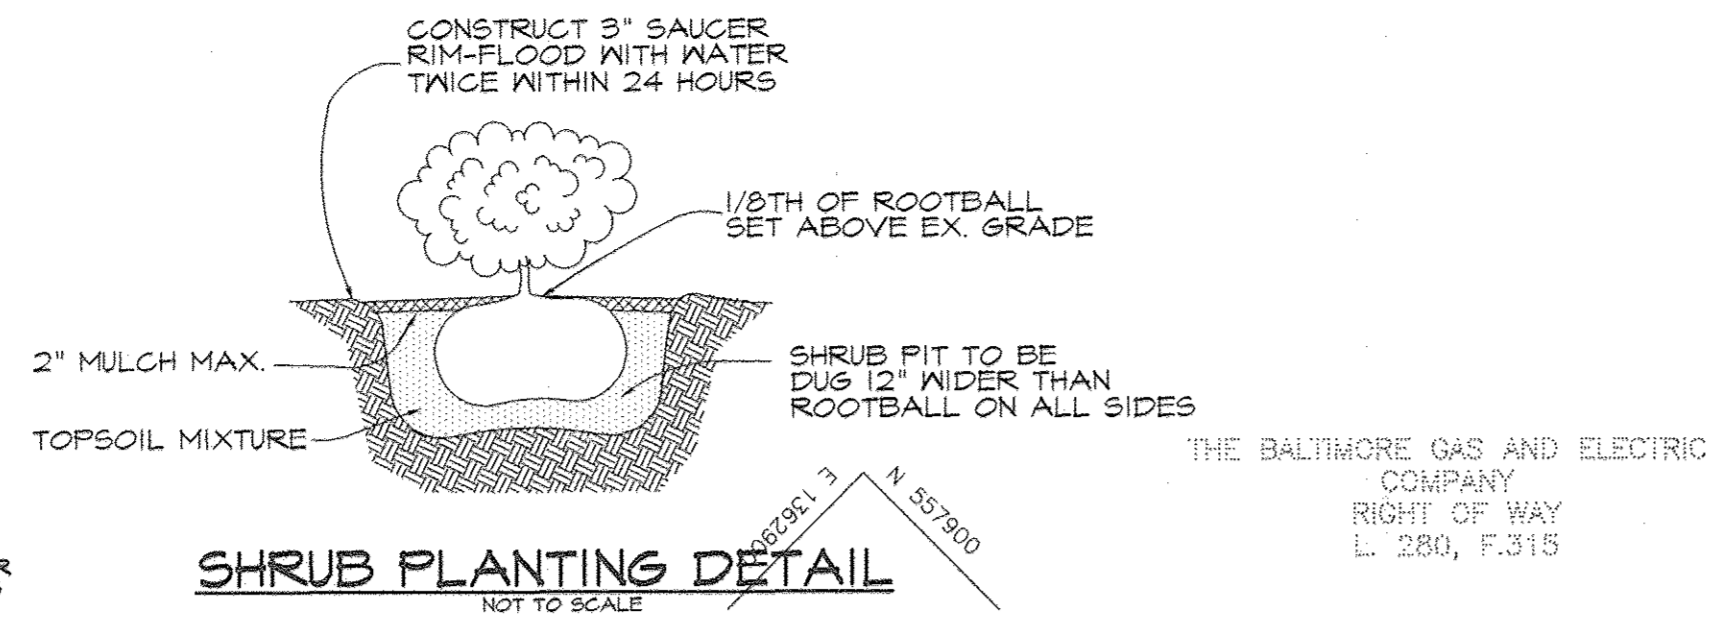 CONSTRUCT 3" SAUCER
RIM-FLOOD WITH WATER
TWICE WITHIN 24 HOURS
1/8TH OF ROOTBALL
SET ABOVE EX. GRADE
2" MULCH MAX.
SHRUB PIT TO BE
DUG 12" WIDER THAN
ROOTBALL ON ALL SIDES
TOPSOIL MIXTURE
THE BALTIMORE GAS AND ELECTRIC
COMPANY
RIGHT OF WAY
L. 280, F.315
N 557900
SHRUB PLANTING DETAIL
NOT TO SCALE